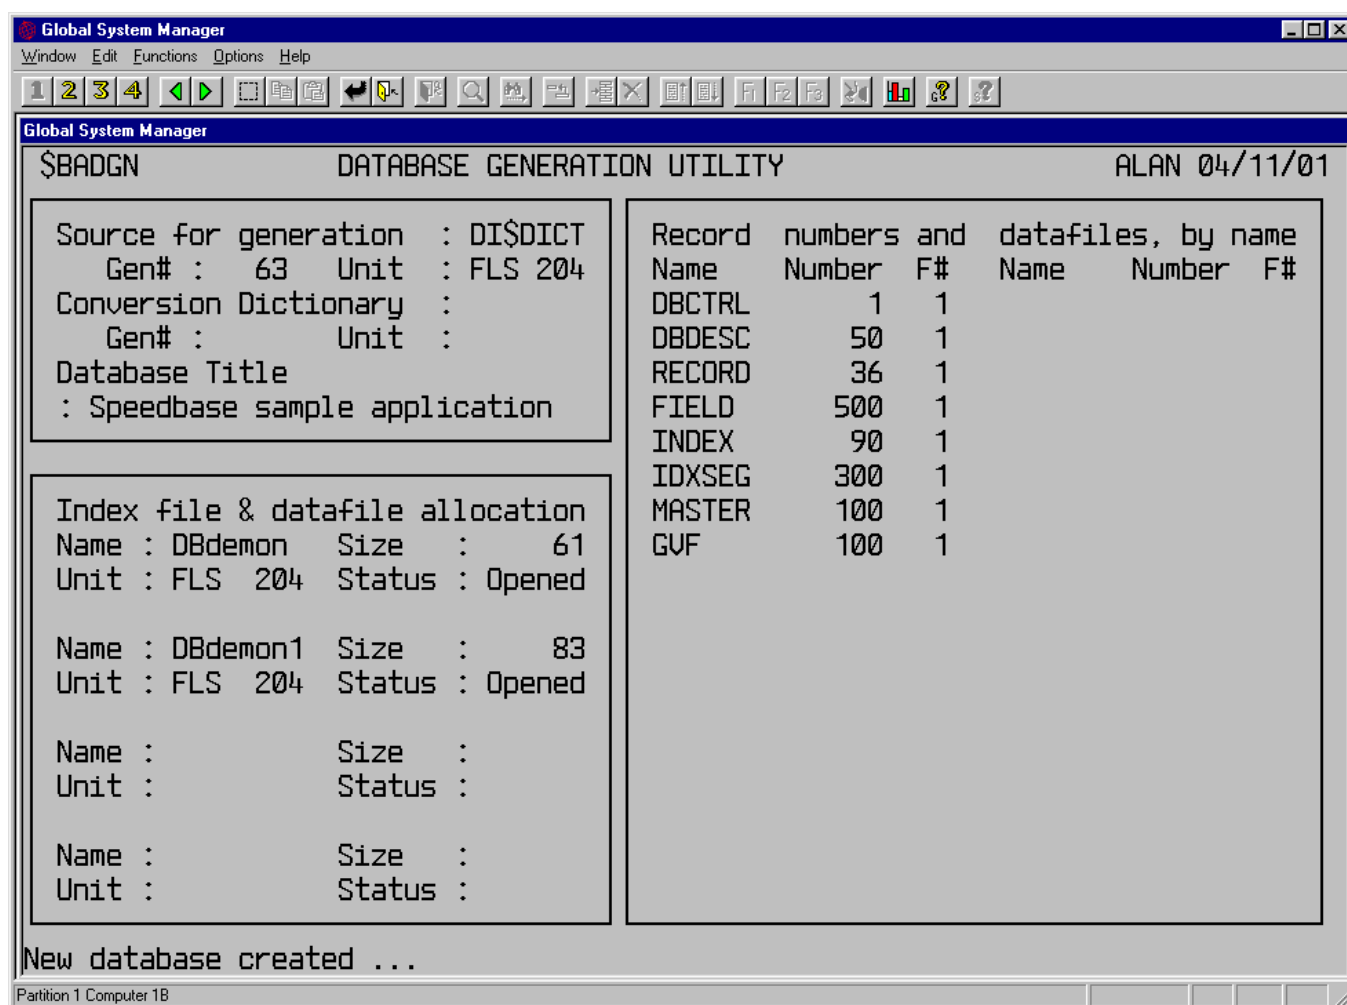 Global System Manager
Window Edit Functions Options Help
1 2 3 4 F1 F2 F3 G? S?
Global System Manager
$BADGN DATABASE GENERATION UTILITY ALAN 04/11/01
Source for generation : DI$DICT
Gen# : 63 Unit : FLS 204
Conversion Dictionary :
Gen# : Unit :
Database Title
: Speedbase sample application
Index file & datafile allocation
Name : DBdemon Size : 61
Unit : FLS 204 Status : Opened
Name : DBdemon1 Size : 83
Unit : FLS 204 Status : Opened
Name : Size :
Unit : Status :
Name : Size :
Unit : Status :
Record numbers and datafiles, by name
Name Number F# Name Number F#
DBCTRL 1 1
DBDESC 50 1
RECORD 36 1
FIELD 500 1
INDEX 90 1
IDXSEG 300 1
MASTER 100 1
GVF 100 1
New database created ...
Partition 1 Computer 1B